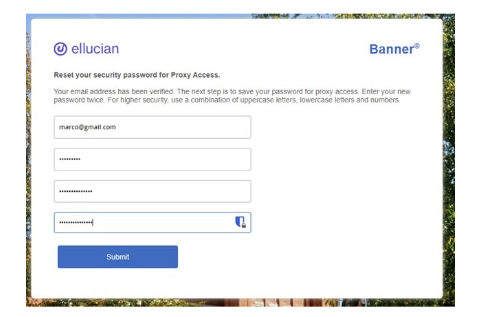 ellucian
Banner®
Reset your security password for Proxy Access.
Your email address has been verified. The next step is to save your password for proxy access. Enter your new
password twice. For higher security, use a combination of uppercase letters, lowercase letters and numbers.
marco@gmail.com
•••••••••
••••••••••••••
••••••••••••••
Submit